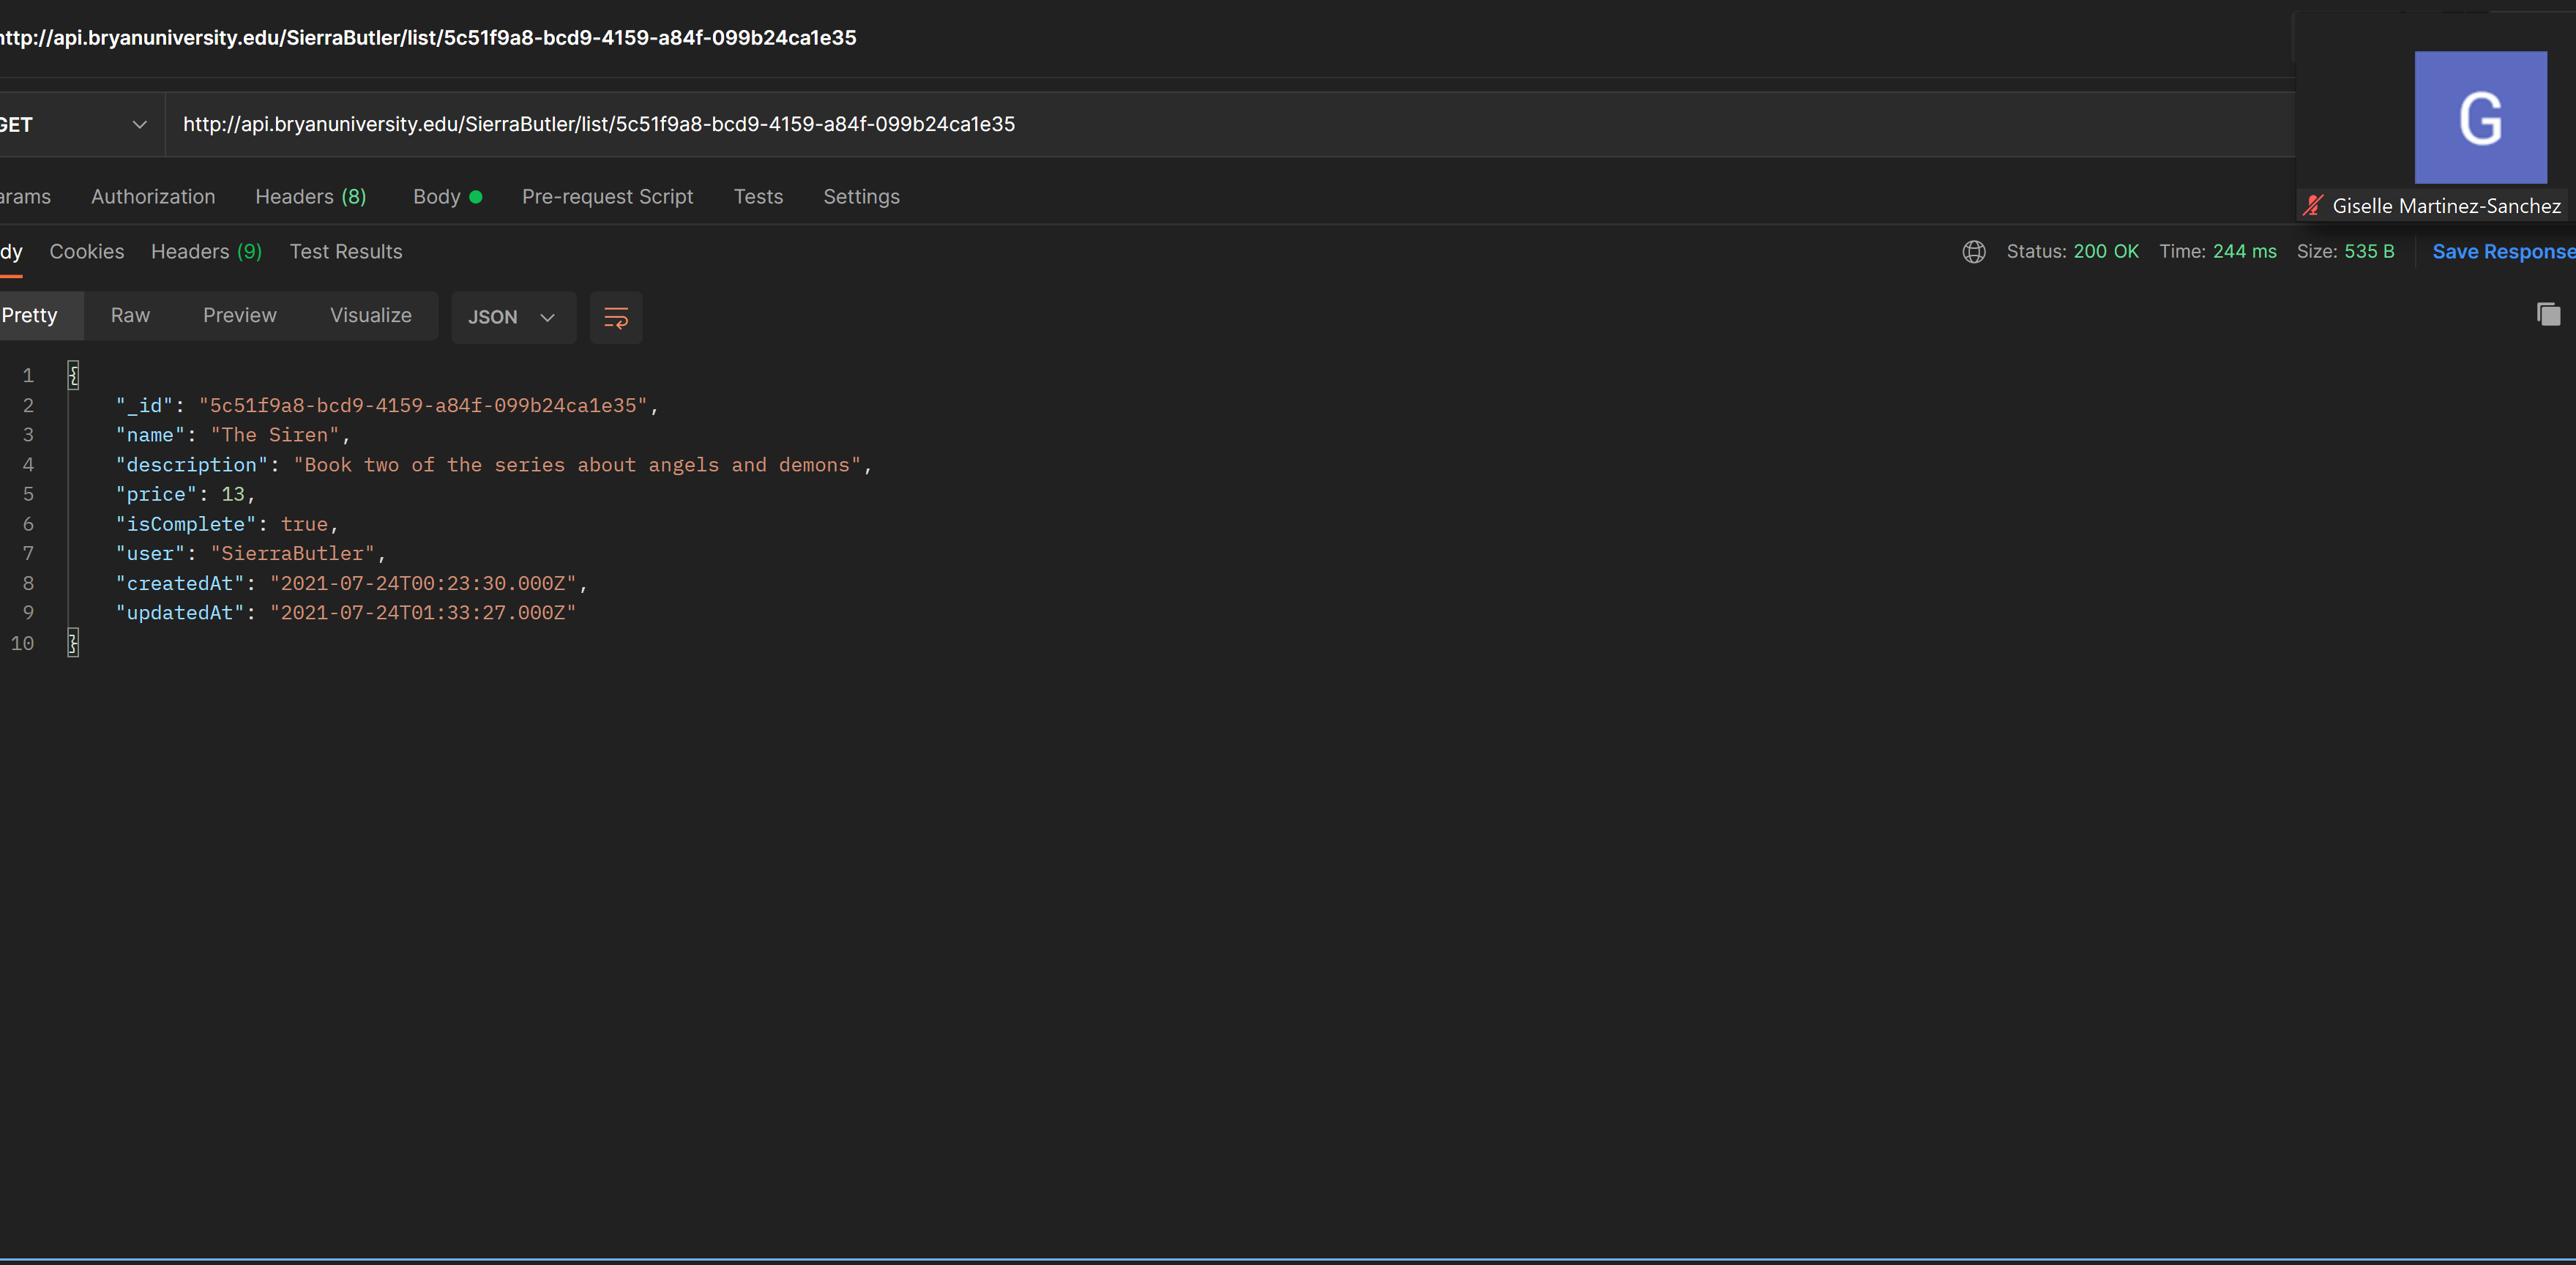 ttp://api.bryanuniversity.edu/SierraButler/list/5c51f9a8-bcd9-4159-a84f-099b24ca1e35
GET http://api.bryanuniversity.edu/SierraButler/list/5c51f9a8-bcd9-4159-a84f-099b24ca1e35
G
arams Authorization Headers (8) Body Pre-request Script Tests Settings
Giselle Martinez-Sanchez
dy Cookies Headers (9) Test Results Status: 200 OK Time: 244 ms Size: 535 B Save Response
Pretty Raw Preview Visualize JSON
1 {
2 "_id": "5c51f9a8-bcd9-4159-a84f-099b24ca1e35",
3 "name": "The Siren",
4 "description": "Book two of the series about angels and demons",
5 "price": 13,
6 "isComplete": true,
7 "user": "SierraButler",
8 "createdAt": "2021-07-24T00:23:30.000Z",
9 "updatedAt": "2021-07-24T01:33:27.000Z"
10 }